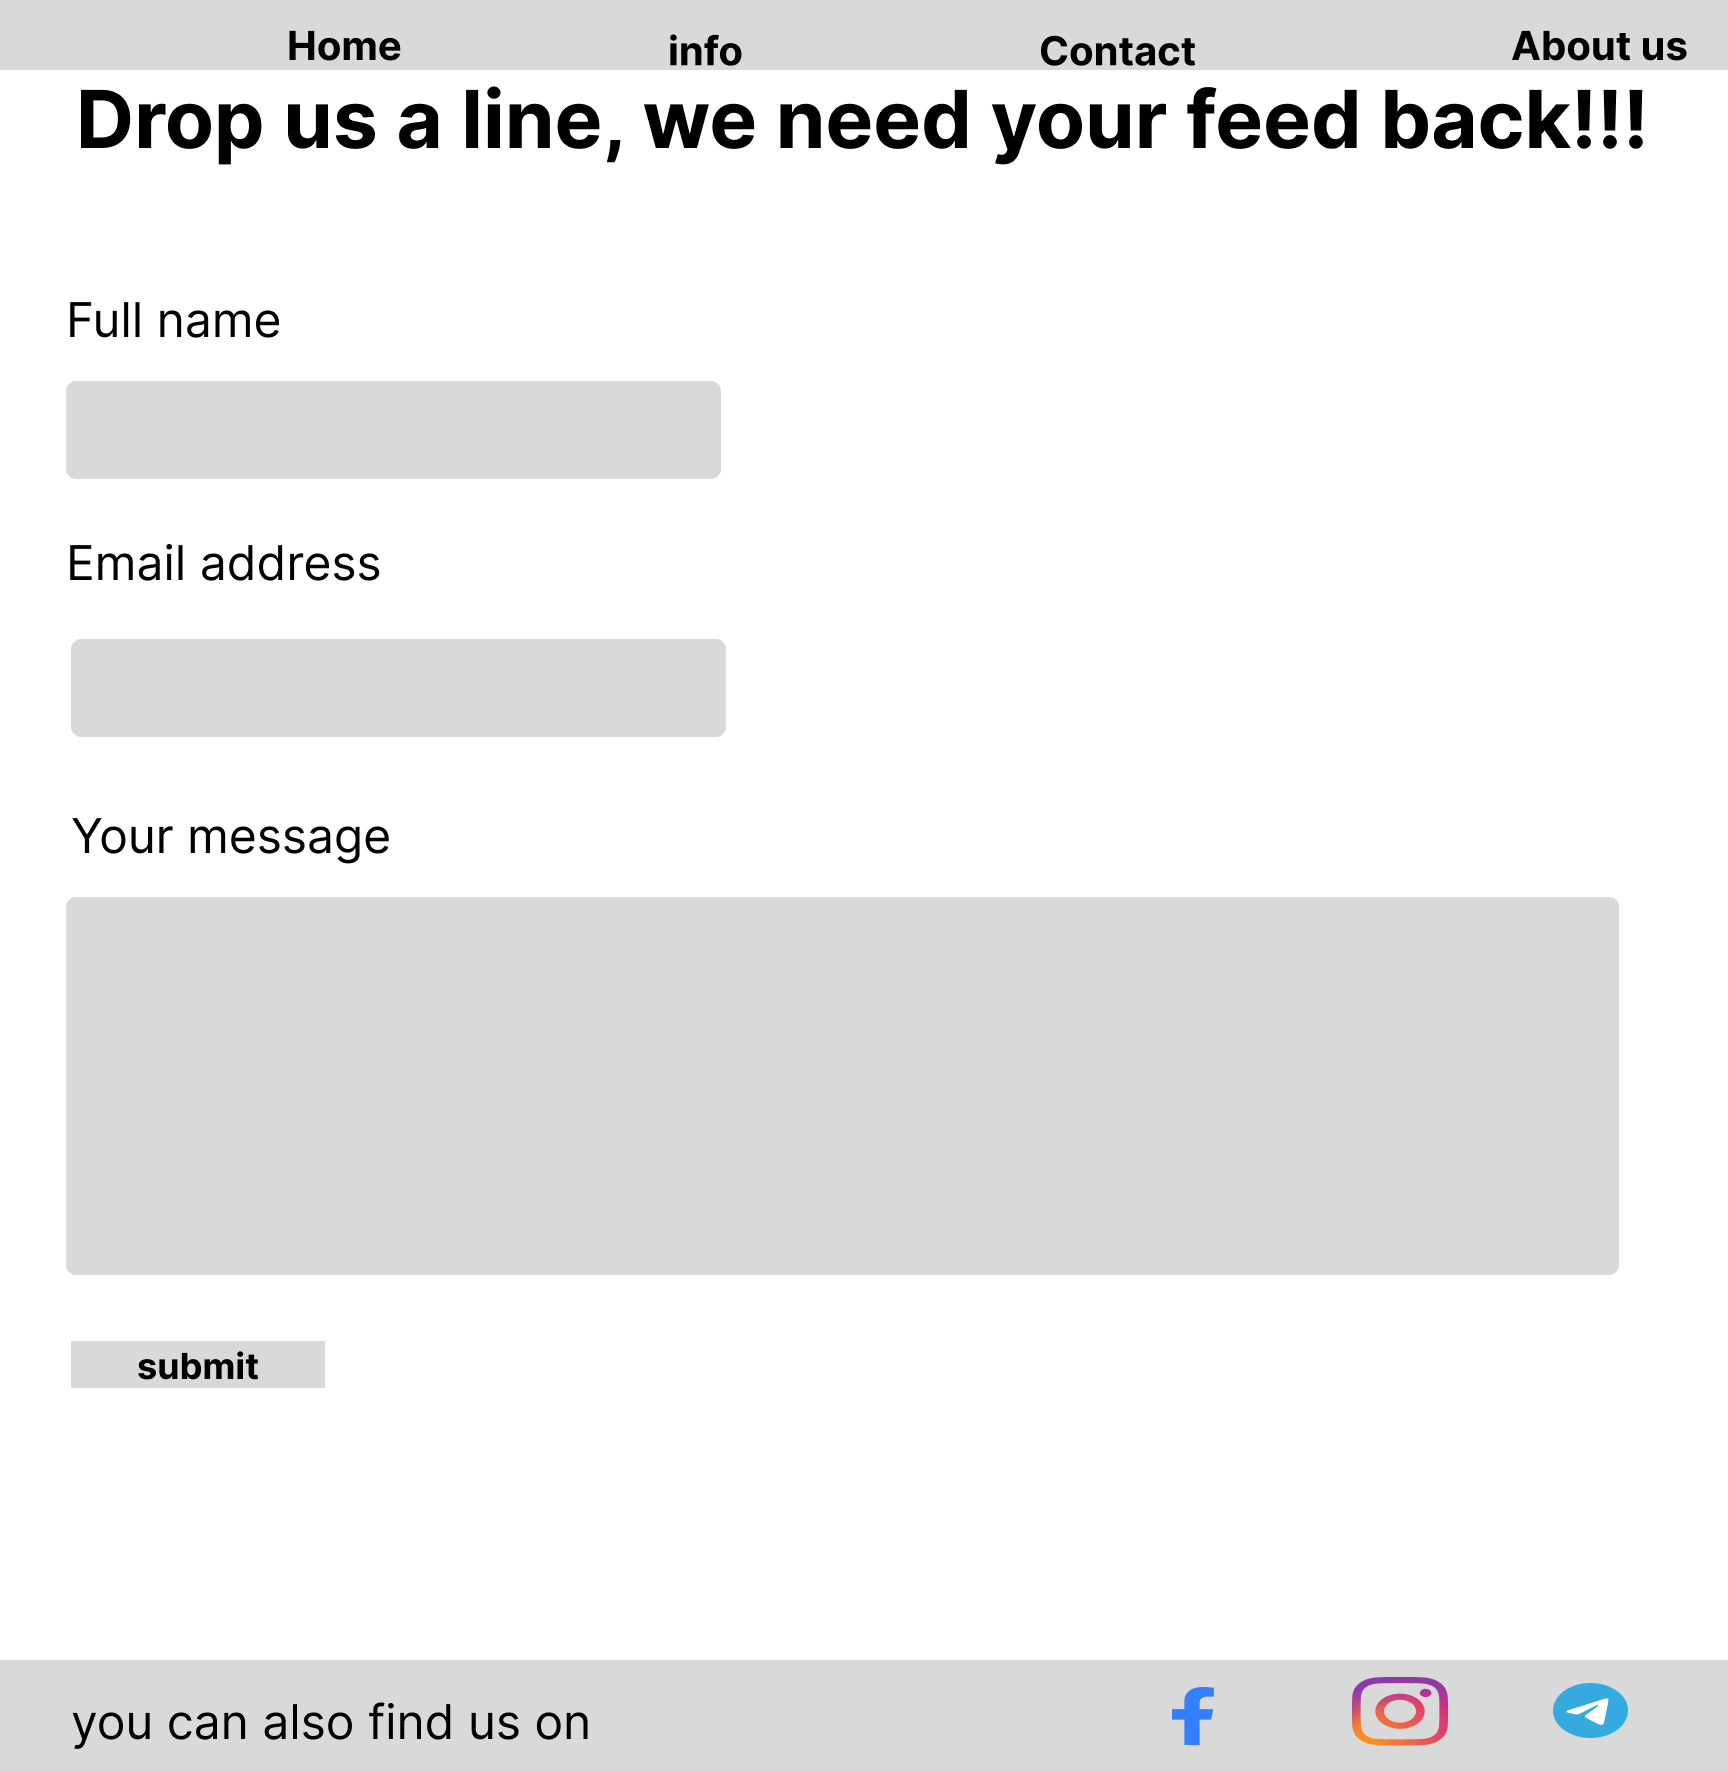 Home info Contact About us
Drop us a line, we need your feed back!!!
Full name
Email address
Your message
submit
you can also find us on